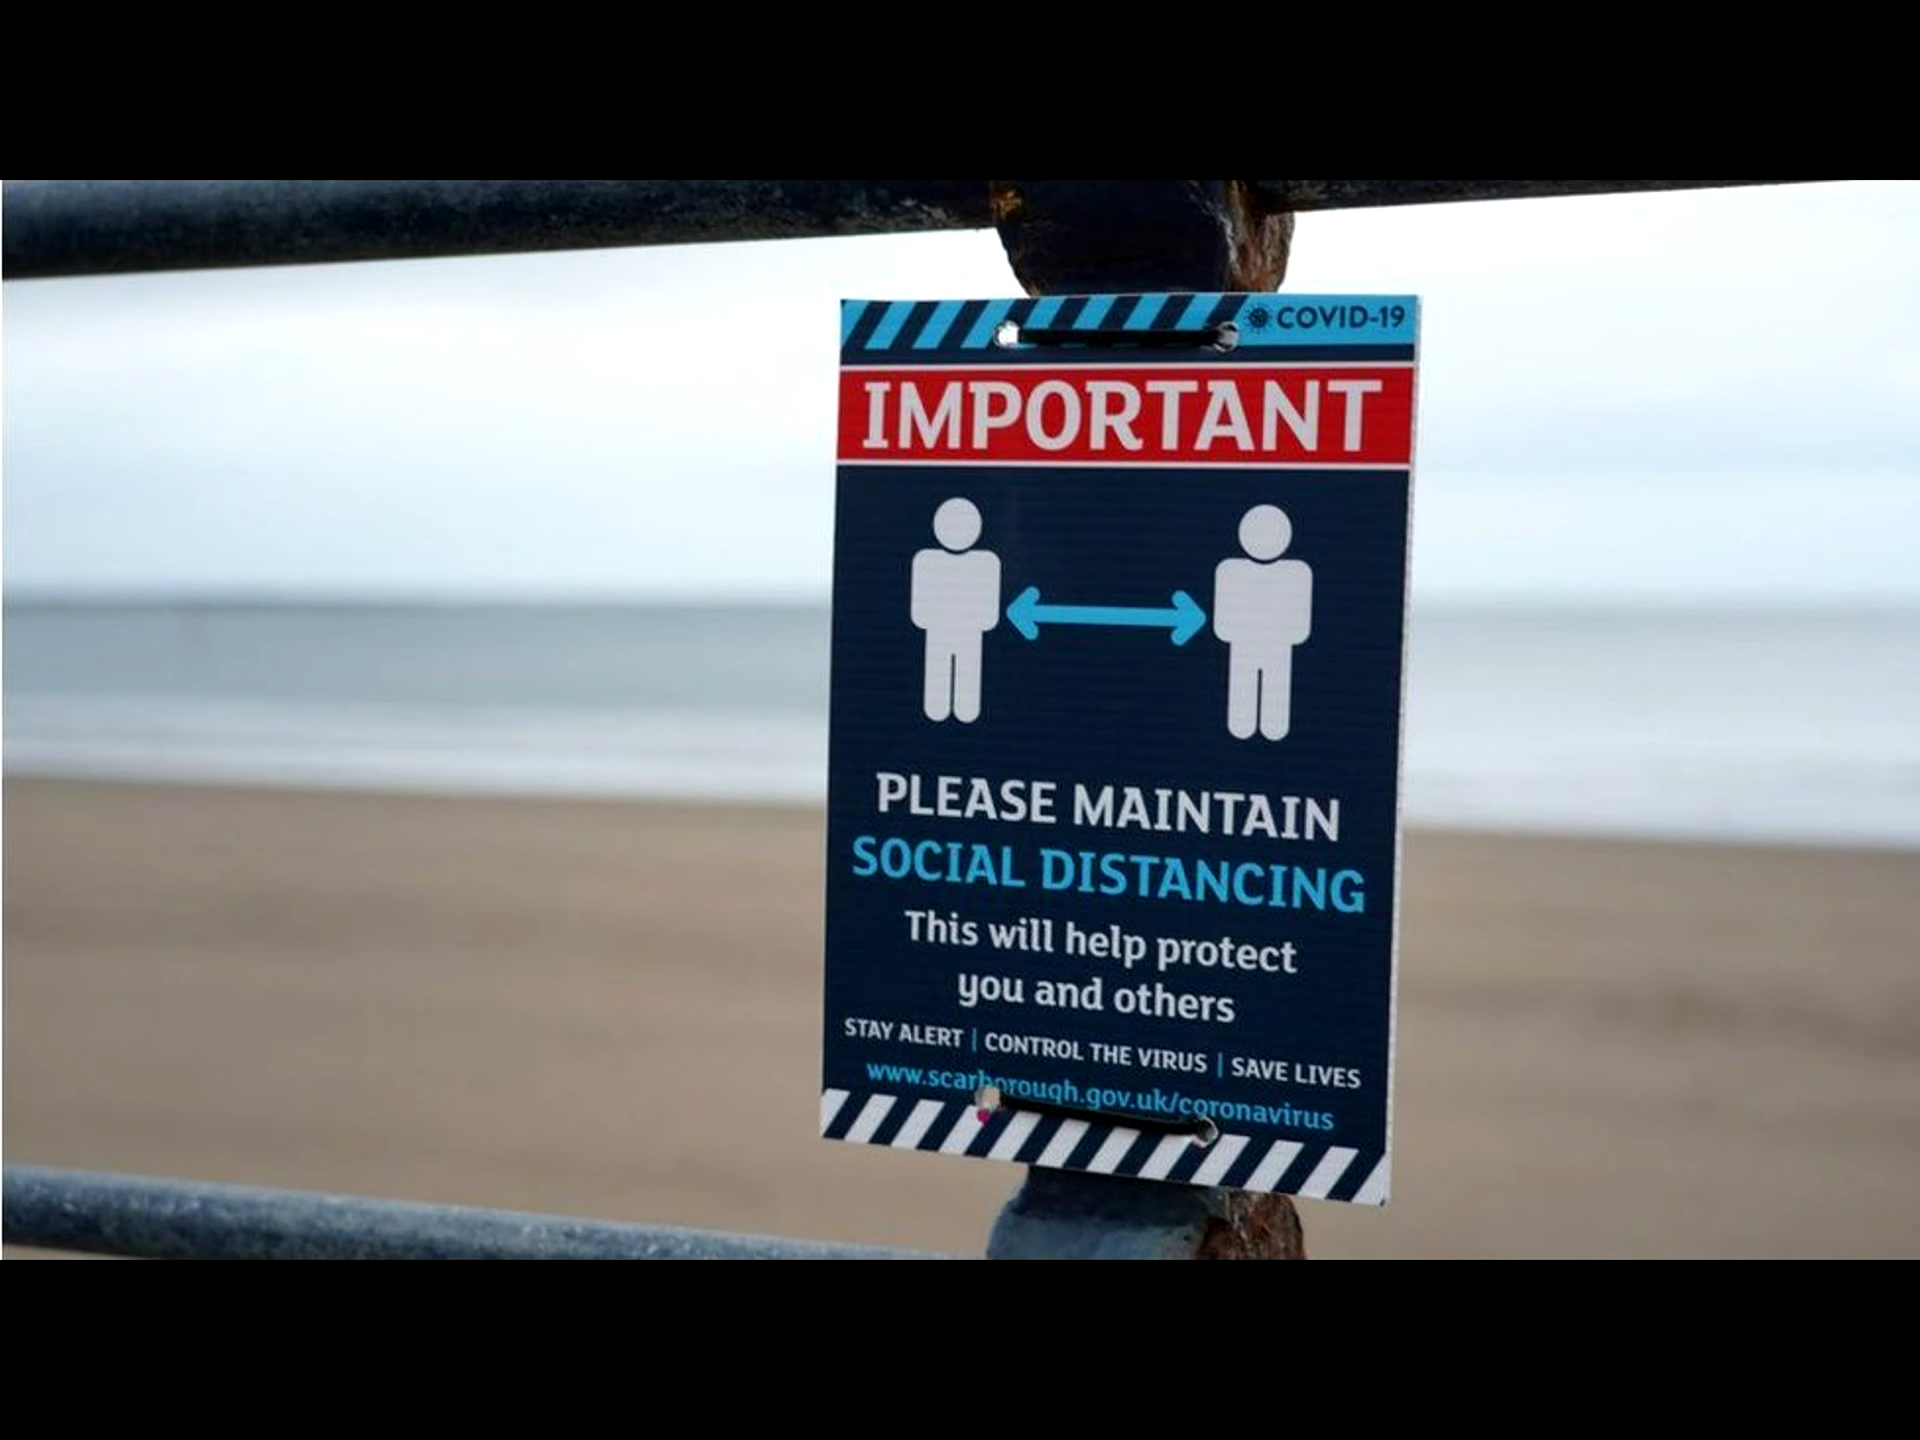 COVID-19
IMPORTANT
PLEASE MAINTAIN
SOCIAL DISTANCING
This will help protect
you and others
STAY ALERT | CONTROL THE VIRUS | SAVE LIVES
www.scarborough.gov.uk/coronavirus